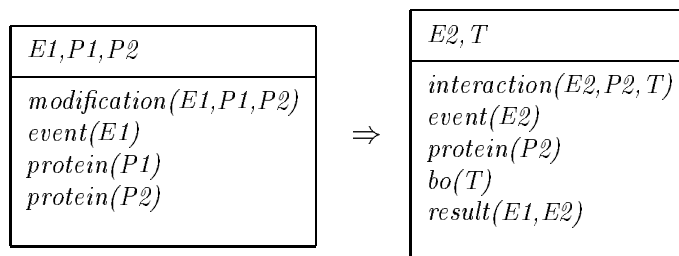 E1,P1,P2
modification(E1,P1,P2)
event(E1)
protein(P1)
protein(P2)
⇒
E2,T
interaction(E2,P2,T)
event(E2)
protein(P2)
bo(T)
result(E1,E2)